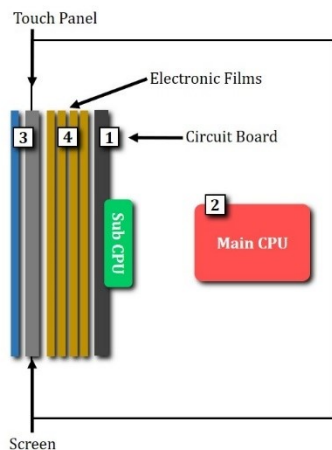 Touch Panel
Electronic Films
3
4
1
Circuit Board
2
Sub CPU
Main CPU
Screen